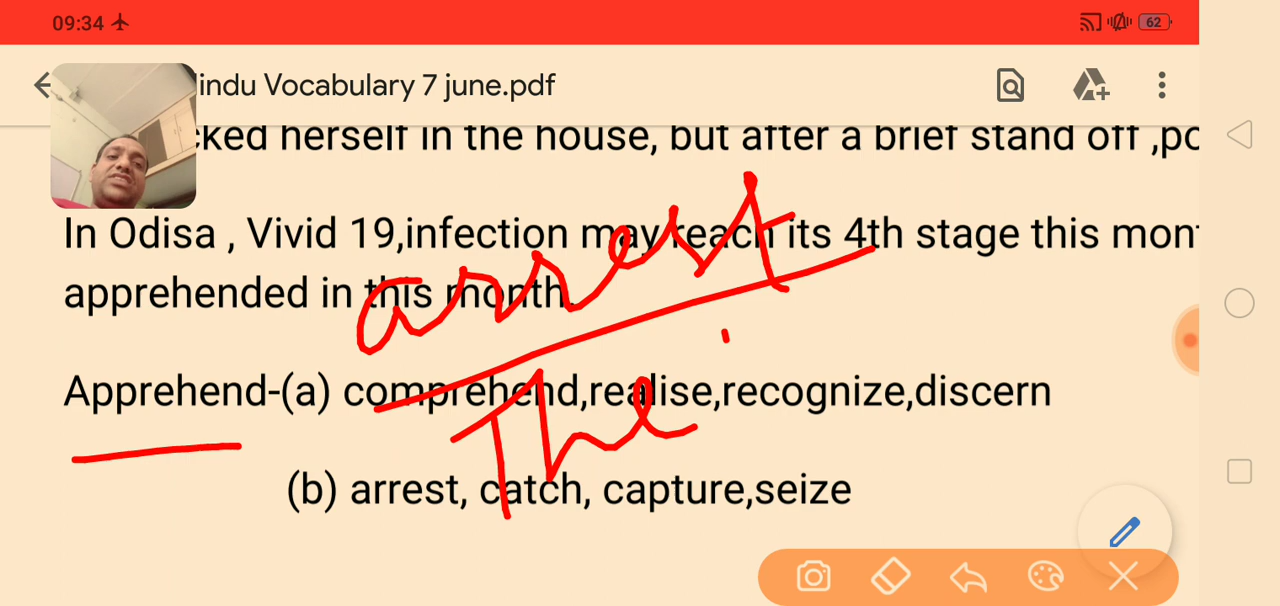 09:34
62
indu Vocabulary 7 june.pdf
cked herself in the house, but after a brief stand off ,po
In Odisa , Vivid 19,infection may reach its 4th stage this mon
apprehended in this month.
arrest
Apprehend-(a) comprehend,realise,recognize,discern
The
(b) arrest, catch, capture,seize